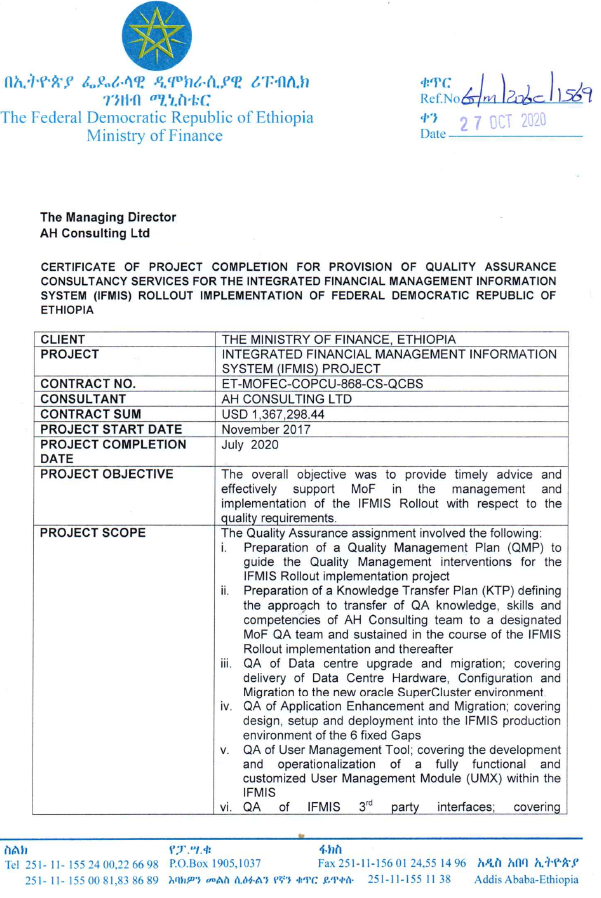 በኢትዮጵያ ፌዴራላዊ ዲሞክራሲያዊ ሪፑብሊክ
ገንዘብ ሚኒስቴር
The Federal Democratic Republic of Ethiopia
Ministry of Finance
ቁጥር
Ref.No
1569
ቀን
Date 27 OCT 2020
The Managing Director
AH Consulting Ltd
CERTIFICATE OF PROJECT COMPLETION FOR PROVISION OF QUALITY ASSURANCE
CONSULTANCY SERVICES FOR THE INTEGRATED FINANCIAL MANAGEMENT INFORMATION
SYSTEM (IFMIS) ROLLOUT IMPLEMENTATION OF FEDERAL DEMOCRATIC REPUBLIC OF
ETHIOPIA
CLIENT THE MINISTRY OF FINANCE, ETHIOPIA
PROJECT INTEGRATED FINANCIAL MANAGEMENT INFORMATION
SYSTEM (IFMIS) PROJECT
CONTRACT NO. ET-MOFEC-COPCU-868-CS-QCBS
CONSULTANT AH CONSULTING LTD
CONTRACT SUM USD 1,367,298.44
PROJECT START DATE November 2017
PROJECT COMPLETION July 2020
DATE
PROJECT OBJECTIVE The overall objective was to provide timely advice and
effectively support MoF in the management and
implementation of the IFMIS Rollout with respect to the
quality requirements.
PROJECT SCOPE The Quality Assurance assignment involved the following:
i. Preparation of a Quality Management Plan (QMP) to
guide the Quality Management interventions for the
IFMIS Rollout implementation project
ii. Preparation of a Knowledge Transfer Plan (KTP) defining
the approach to transfer of QA knowledge, skills and
competencies of AH Consulting team to a designated
MoF QA team and sustained in the course of the IFMIS
Rollout implementation and thereafter
iii. QA of Data centre upgrade and migration; covering
delivery of Data Centre Hardware, Configuration and
Migration to the new oracle SuperCluster environment.
iv. QA of Application Enhancement and Migration; covering
design, setup and deployment into the IFMIS production
environment of the 6 fixed Gaps
v. QA of User Management Tool; covering the development
and operationalization of a fully functional and
customized User Management Module (UMX) within the
IFMIS
vi. QA of IFMIS 3rd party interfaces; covering
ስልክ የፖ.ሣ.ቁ ፋክስ
Tel 251- 11- 155 24 00,22 66 98 P.O.Box 1905,1037 Fax 251-11-156 01 24,55 14 96 አዲስ አበባ ኢትዮጵያ
251- 11- 155 00 81,83 86 89 እባክዎን መልስ ሲፅፉልን የኛን ቁጥር ይጥቀሱ 251-11-155 11 38 Addis Ababa-Ethiopia